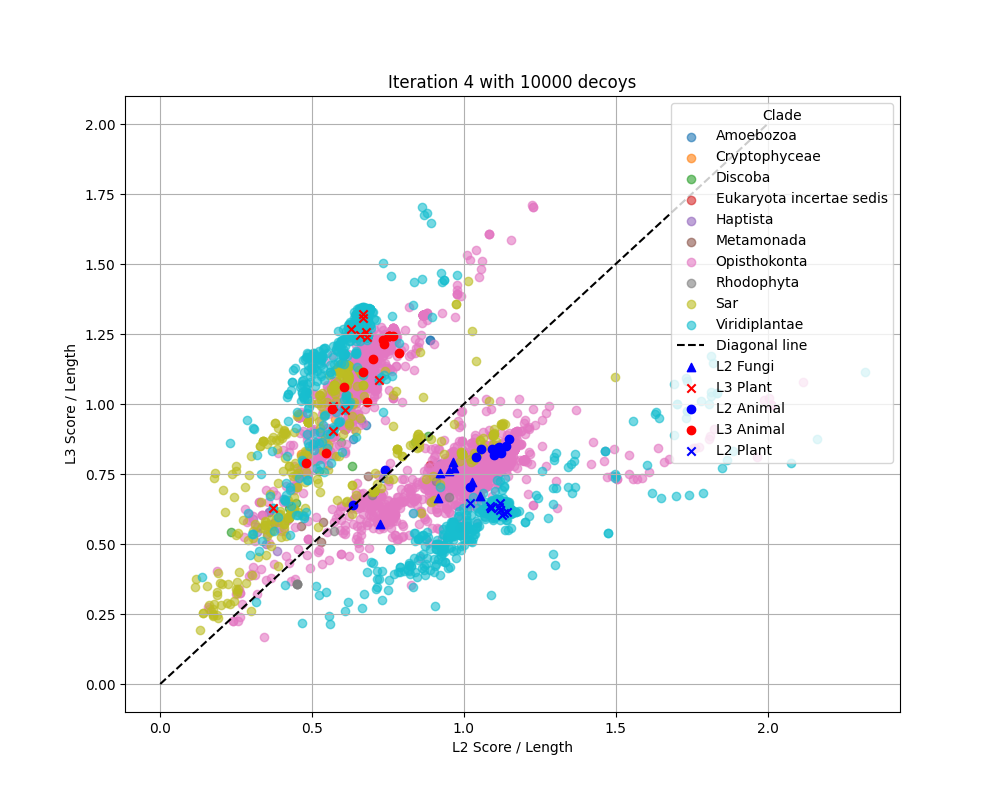 Iteration 4 with 10000 decoys
L3 Score / Length
2.00
1.75
1.50
1.25
1.00
0.75
0.50
0.25
0.00
0.0
0.5
1.0
1.5
2.0
L2 Score / Length
Clade
Amoebozoa
Cryptophyceae
Discoba
Eukaryota incertae sedis
Haptista
Metamonada
Opisthokonta
Rhodophyta
Sar
Viridiplantae
Diagonal line
L2 Fungi
L3 Plant
L2 Animal
L3 Animal
L2 Plant